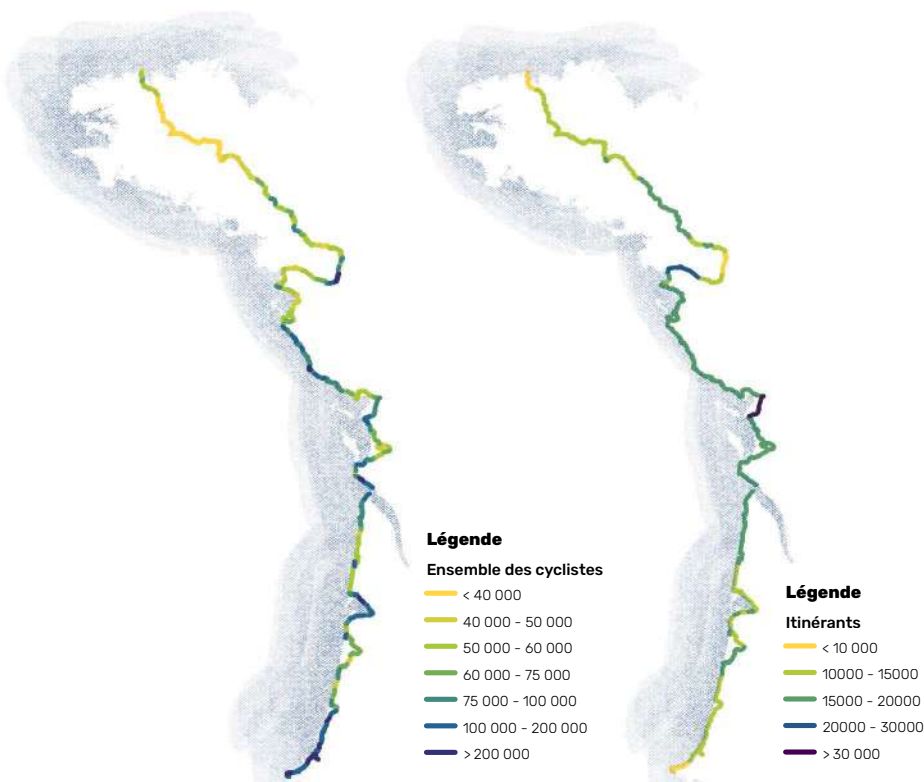 Légende
Ensemble des cyclistes
< 40 000
40 000 - 50 000
50 000 - 60 000
60 000 - 75 000
75 000 - 100 000
100 000 - 200 000
> 200 000
Légende
Itinérants
< 10 000
10000 - 15000
15000 - 20000
20000 - 30000
> 30 000